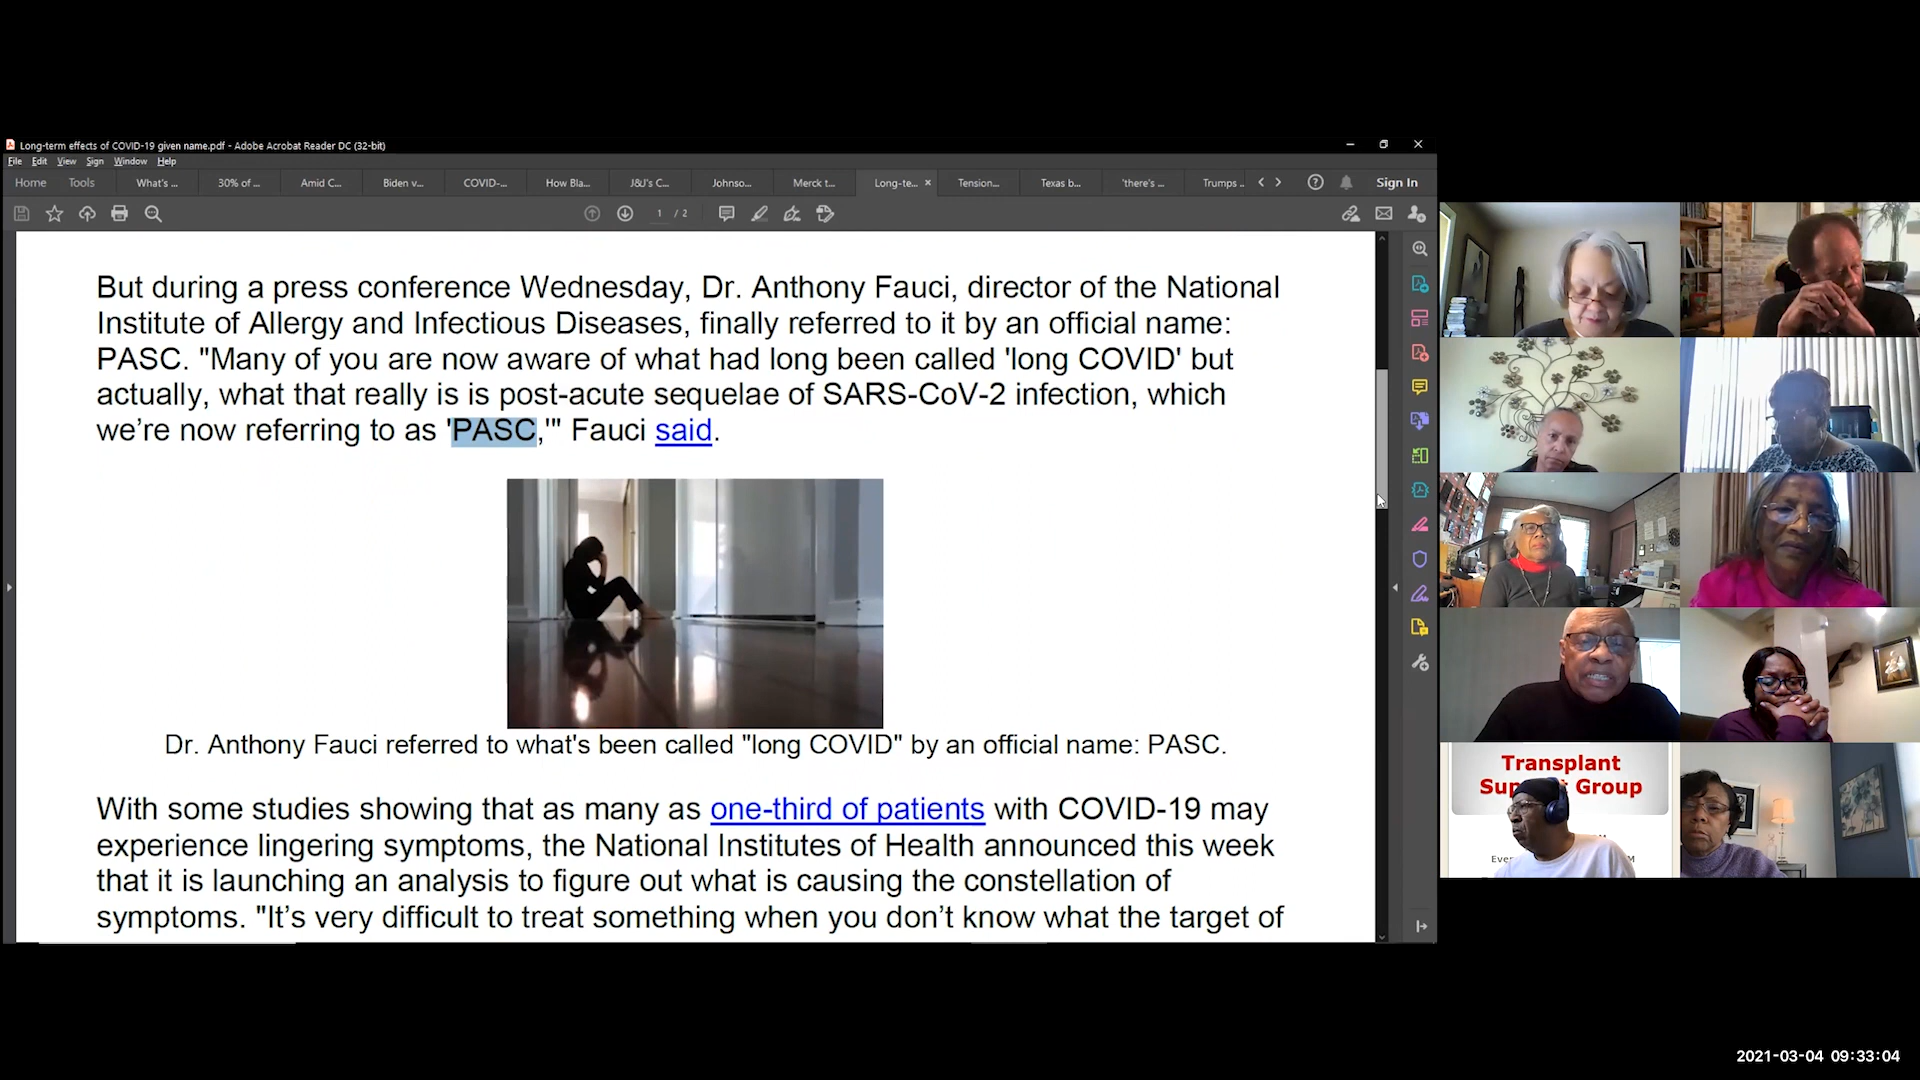 Long-term effects of COVID-19 given name.pdf - Adobe Acrobat Reader DC (32-bit)
File Edit View Sign Window Help
Home Tools What's ... 30% of ... Amid C... Biden v... COVID-... How Bla... J&J's C... Johnso... Merck t... Long-te... Tension... Texas b... 'there's ... Trumps .. Sign In
1 / 2
But during a press conference Wednesday, Dr. Anthony Fauci, director of the National
Institute of Allergy and Infectious Diseases, finally referred to it by an official name:
PASC. "Many of you are now aware of what had long been called 'long COVID' but
actually, what that really is is post-acute sequelae of SARS-CoV-2 infection, which
we're now referring to as 'PASC,'" Fauci said.
Dr. Anthony Fauci referred to what's been called "long COVID" by an official name: PASC.
With some studies showing that as many as one-third of patients with COVID-19 may
experience lingering symptoms, the National Institutes of Health announced this week
that it is launching an analysis to figure out what is causing the constellation of
symptoms. "It's very difficult to treat something when you don't know what the target of
Transplant
Group
2021-03-04 09:33:04